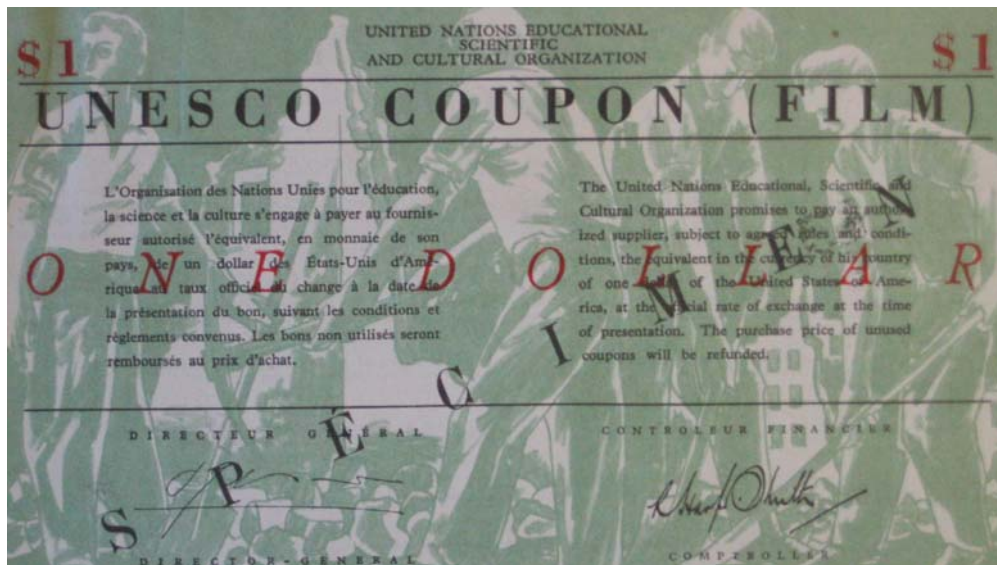 UNITED NATIONS EDUCATIONAL
SCIENTIFIC
AND CULTURAL ORGANIZATION
$1
$1
UNESCO COUPON (FILM)
L'Organisation des Nations Unies pour l'éducation,
la science et la culture s'engage à payer au fournis-
seur autorisé l'équivalent, en monnaie de son
pays, de un dollar des États-Unis d'Amé-
rique au taux officiel du change à la date de
la présentation du bon, suivant les conditions et
règlements convenus. Les bons non utilisés seront
remboursés au prix d'achat.
The United Nations Educational, Scientific and
Cultural Organization promises to pay an author-
ized supplier, subject to agreed rules and condi-
tions, the equivalent in the currency of his country
of one dollar of the United States of Ame-
rica, at the official rate of exchange at the time
of presentation. The purchase price of unused
coupons will be refunded.
ONE DOLLAR
SPÉCIMEN
DIRECTEUR GÉNÉRAL
CONTROLEUR FINANCIER
DIRECTOR-GENERAL
COMPTROLLER